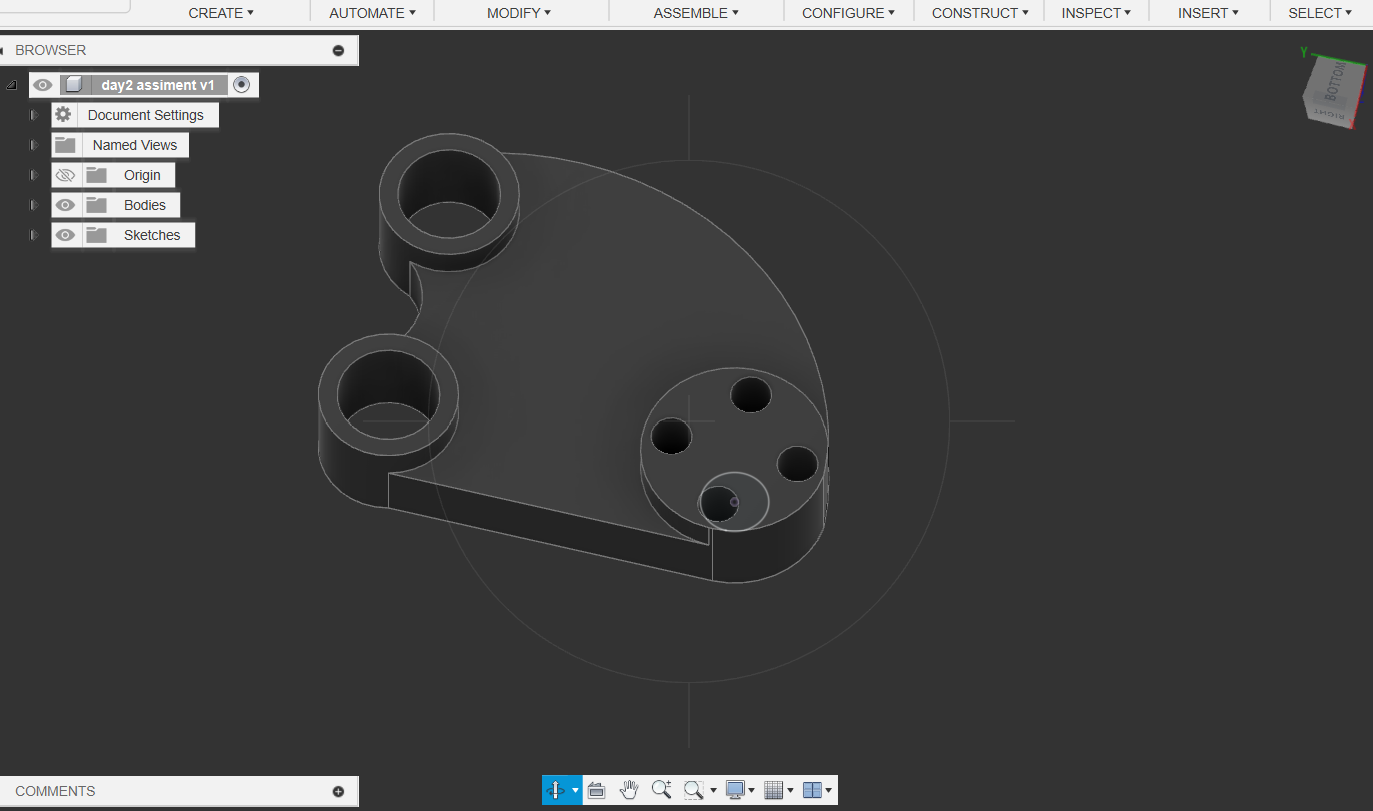 CREATE▾ AUTOMATE▾ MODIFY▾ ASSEMBLE▾ CONFIGURE▾ CONSTRUCT▾ INSPECT▾ INSERT▾ SELECT▾
BROWSER
Y
BOTTOM
RIGHT
day2 assiment v1
Document Settings
Named Views
Origin
Bodies
Sketches
COMMENTS